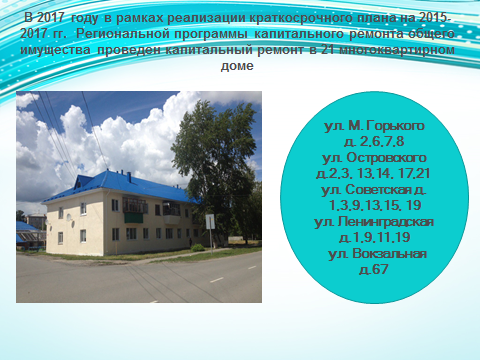 В 2017 году в рамках реализации краткосрочного плана на 2015-
2017 гг. Региональной программы капитального ремонта общего
имущества проведен капитальный ремонт в 21 многоквартирном
доме
ул. М. Горького
д. 2,6,7,8
ул. Островского
д.2,3, 13,14, 17,21
ул. Советская д.
1,3,9,13,15, 19
ул. Ленинградская
д.1,9,11,19
ул. Вокзальная
д.67